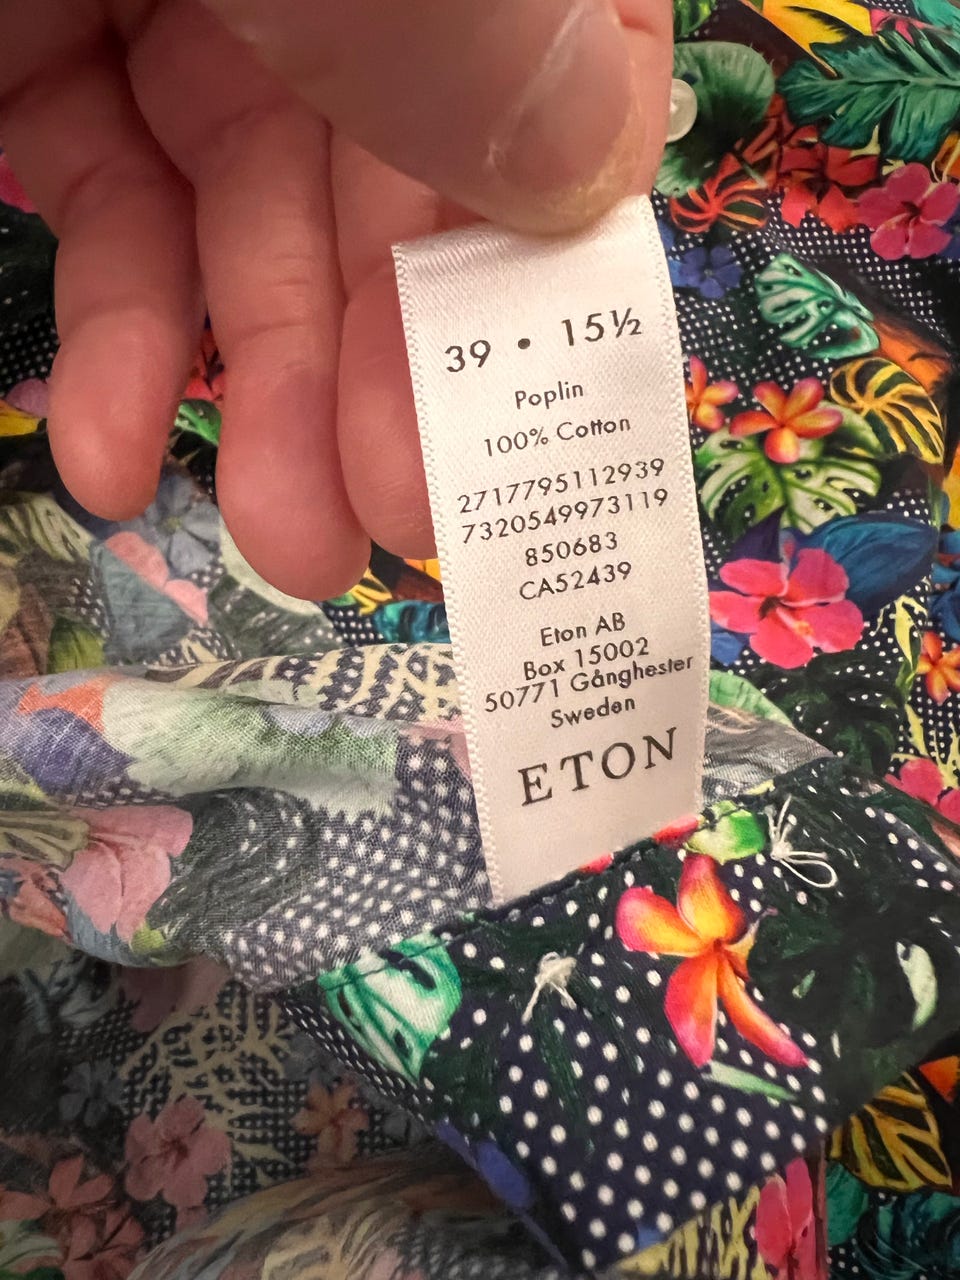 39 • 15½
Poplin
100% Cotton
2717795112939
7320549973119
850683
CA52439
Eton AB
Box 15002
50771 Gånghester
Sweden
ETON